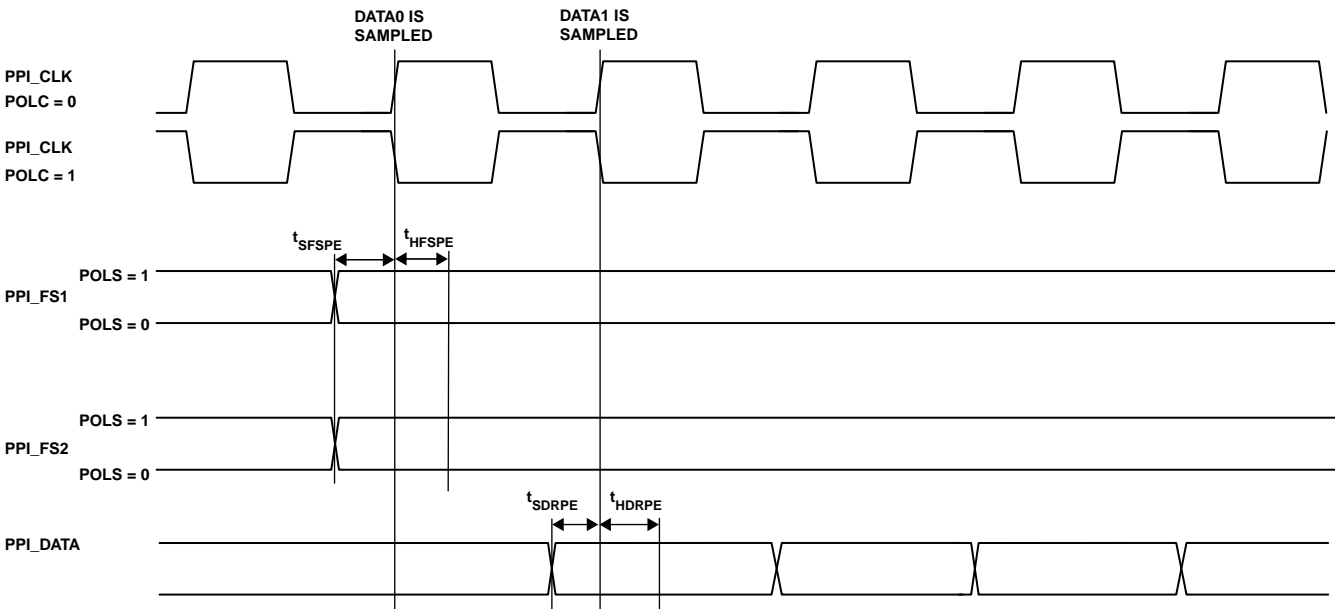 DATA0 IS
SAMPLED
DATA1 IS
SAMPLED
PPI_CLK
POLC = 0
PPI_CLK
POLC = 1
tSFSPE
tHFSPE
POLS = 1
PPI_FS1
POLS = 0
POLS = 1
PPI_FS2
POLS = 0
tSDRPE
tHDRPE
PPI_DATA